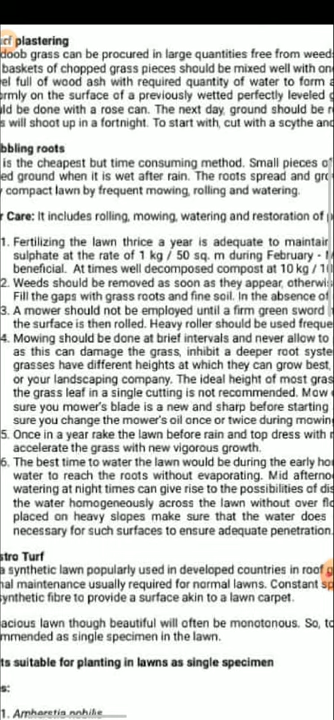 plastering
doob grass can be procured in large quantities free from weed
baskets of chopped grass pieces should be mixed well with on
el full of wood ash with required quantity of water to form a
ormly on the surface of a previously wetted perfectly leveled
ld be done with a rose can. The next day, ground should be r
s will shoot up in a fortnight. To start with, cut with a scythe and
bbling roots
is the cheapest but time consuming method. Small pieces of
ed ground when it is wet after rain. The roots spread and gr
compact lawn by frequent mowing, rolling and watering.
r Care: It includes rolling, mowing, watering and restoration of
1. Fertilizing the lawn thrice a year is adequate to maintain
sulphate at the rate of 1 kg / 50 sq. m during February -
beneficial. At times well decomposed compost at 10 kg / 1
2. Weeds should be removed as soon as they appear, otherwi
Fill the gaps with grass roots and fine soil. In the absence of
3. A mower should not be employed until a firm green sword
the surface is then rolled. Heavy roller should be used freque
4. Mowing should be done at brief intervals and never allow to
as this can damage the grass, inhibit a deeper root syste
grasses have different heights at which they can grow best,
or your landscaping company. The ideal height of most gras
the grass leaf in a single cutting is not recommended. Mow
sure you mower's blade is a new and sharp before starting
sure you change the mower's oil once or twice during mowin
5. Once in a year rake the lawn before rain and top dress with r
accelerate the grass with new vigorous growth.
6. The best time to water the lawn would be during the early ho
water to reach the roots without evaporating. Mid afterno
watering at night times can give rise to the possibilities of dis
the water homogeneously across the lawn without over flo
placed on heavy slopes make sure that the water does
necessary for such surfaces to ensure adequate penetration.
stro Turf
a synthetic lawn popularly used in developed countries in roof g
nal maintenance usually required for normal lawns. Constant sp
synthetic fibre to provide a surface akin to a lawn carpet.
acious lawn though beautiful will often be monotonous. So, to
mmended as single specimen in the lawn.
ts suitable for planting in lawns as single specimen
s:
1. Amherstia nobilis